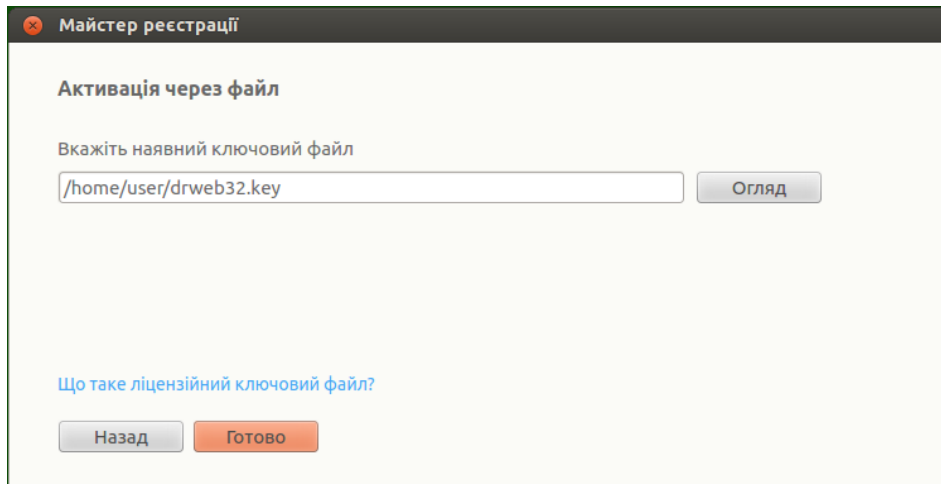 Майстер реєстрації
Активація через файл
Вкажіть наявний ключовий файл
/home/user/drweb32.key
Огляд
Що таке ліцензійний ключовий файл?
Назад
Готово